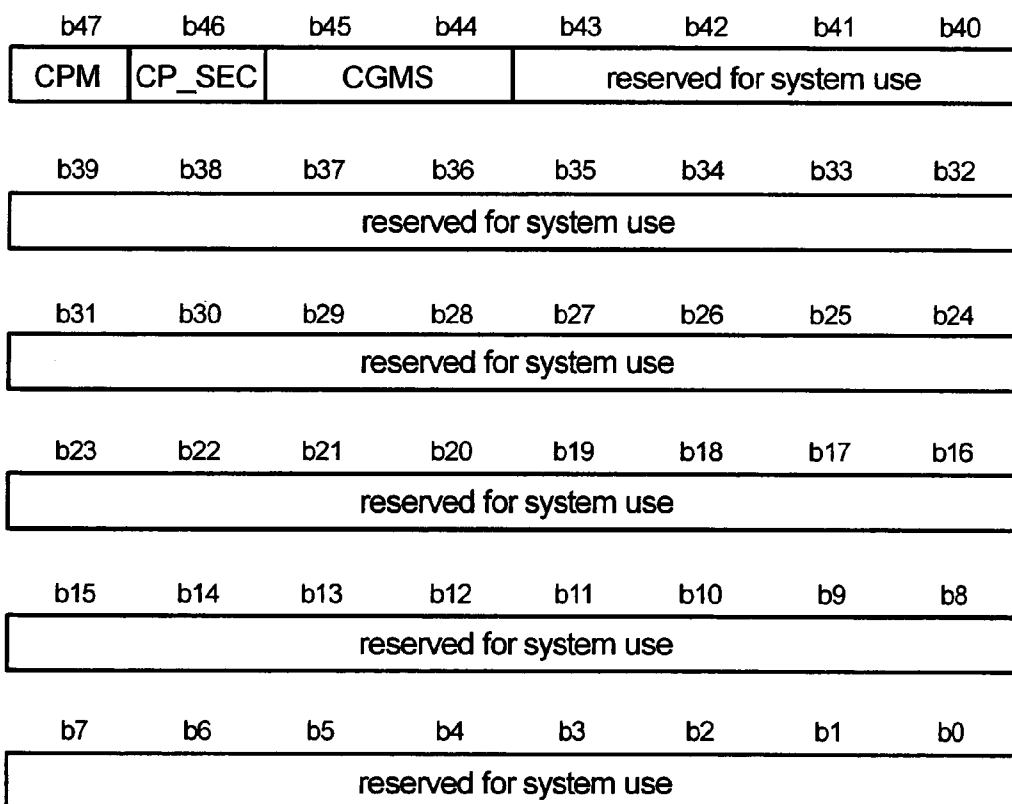 b47 b46 b45 b44 b43 b42 b41 b40
CPM CP_SEC CGMS reserved for system use
b39 b38 b37 b36 b35 b34 b33 b32
reserved for system use
b31 b30 b29 b28 b27 b26 b25 b24
reserved for system use
b23 b22 b21 b20 b19 b18 b17 b16
reserved for system use
b15 b14 b13 b12 b11 b10 b9 b8
reserved for system use
b7 b6 b5 b4 b3 b2 b1 b0
reserved for system use